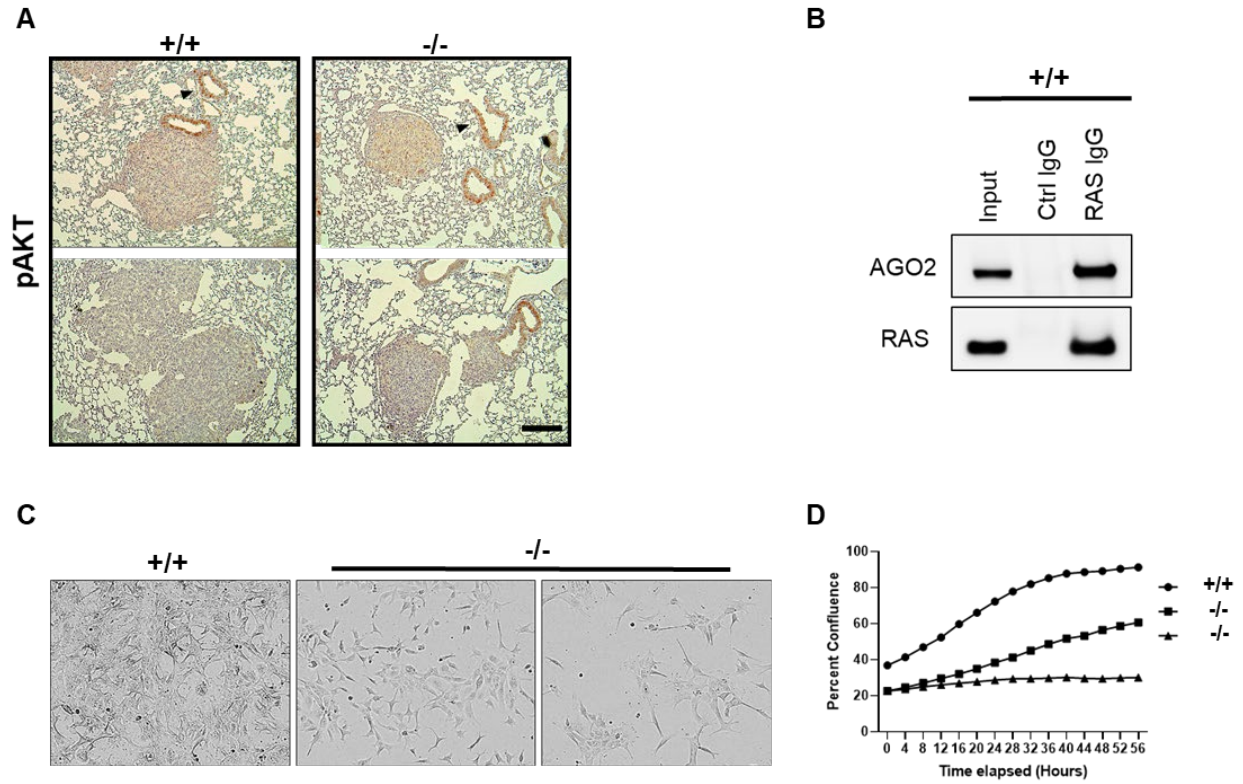 A
+/+
-/-
pAKT
B
+/+
Input
Ctrl IgG
RAS IgG
AGO2
RAS
C
+/+
-/-
D
100
80
60
40
20
0
Percent Confluence
0 4 8 12 16 20 24 28 32 36 40 44 48 52 56
Time elapsed (Hours)
+/+
-/-
-/-